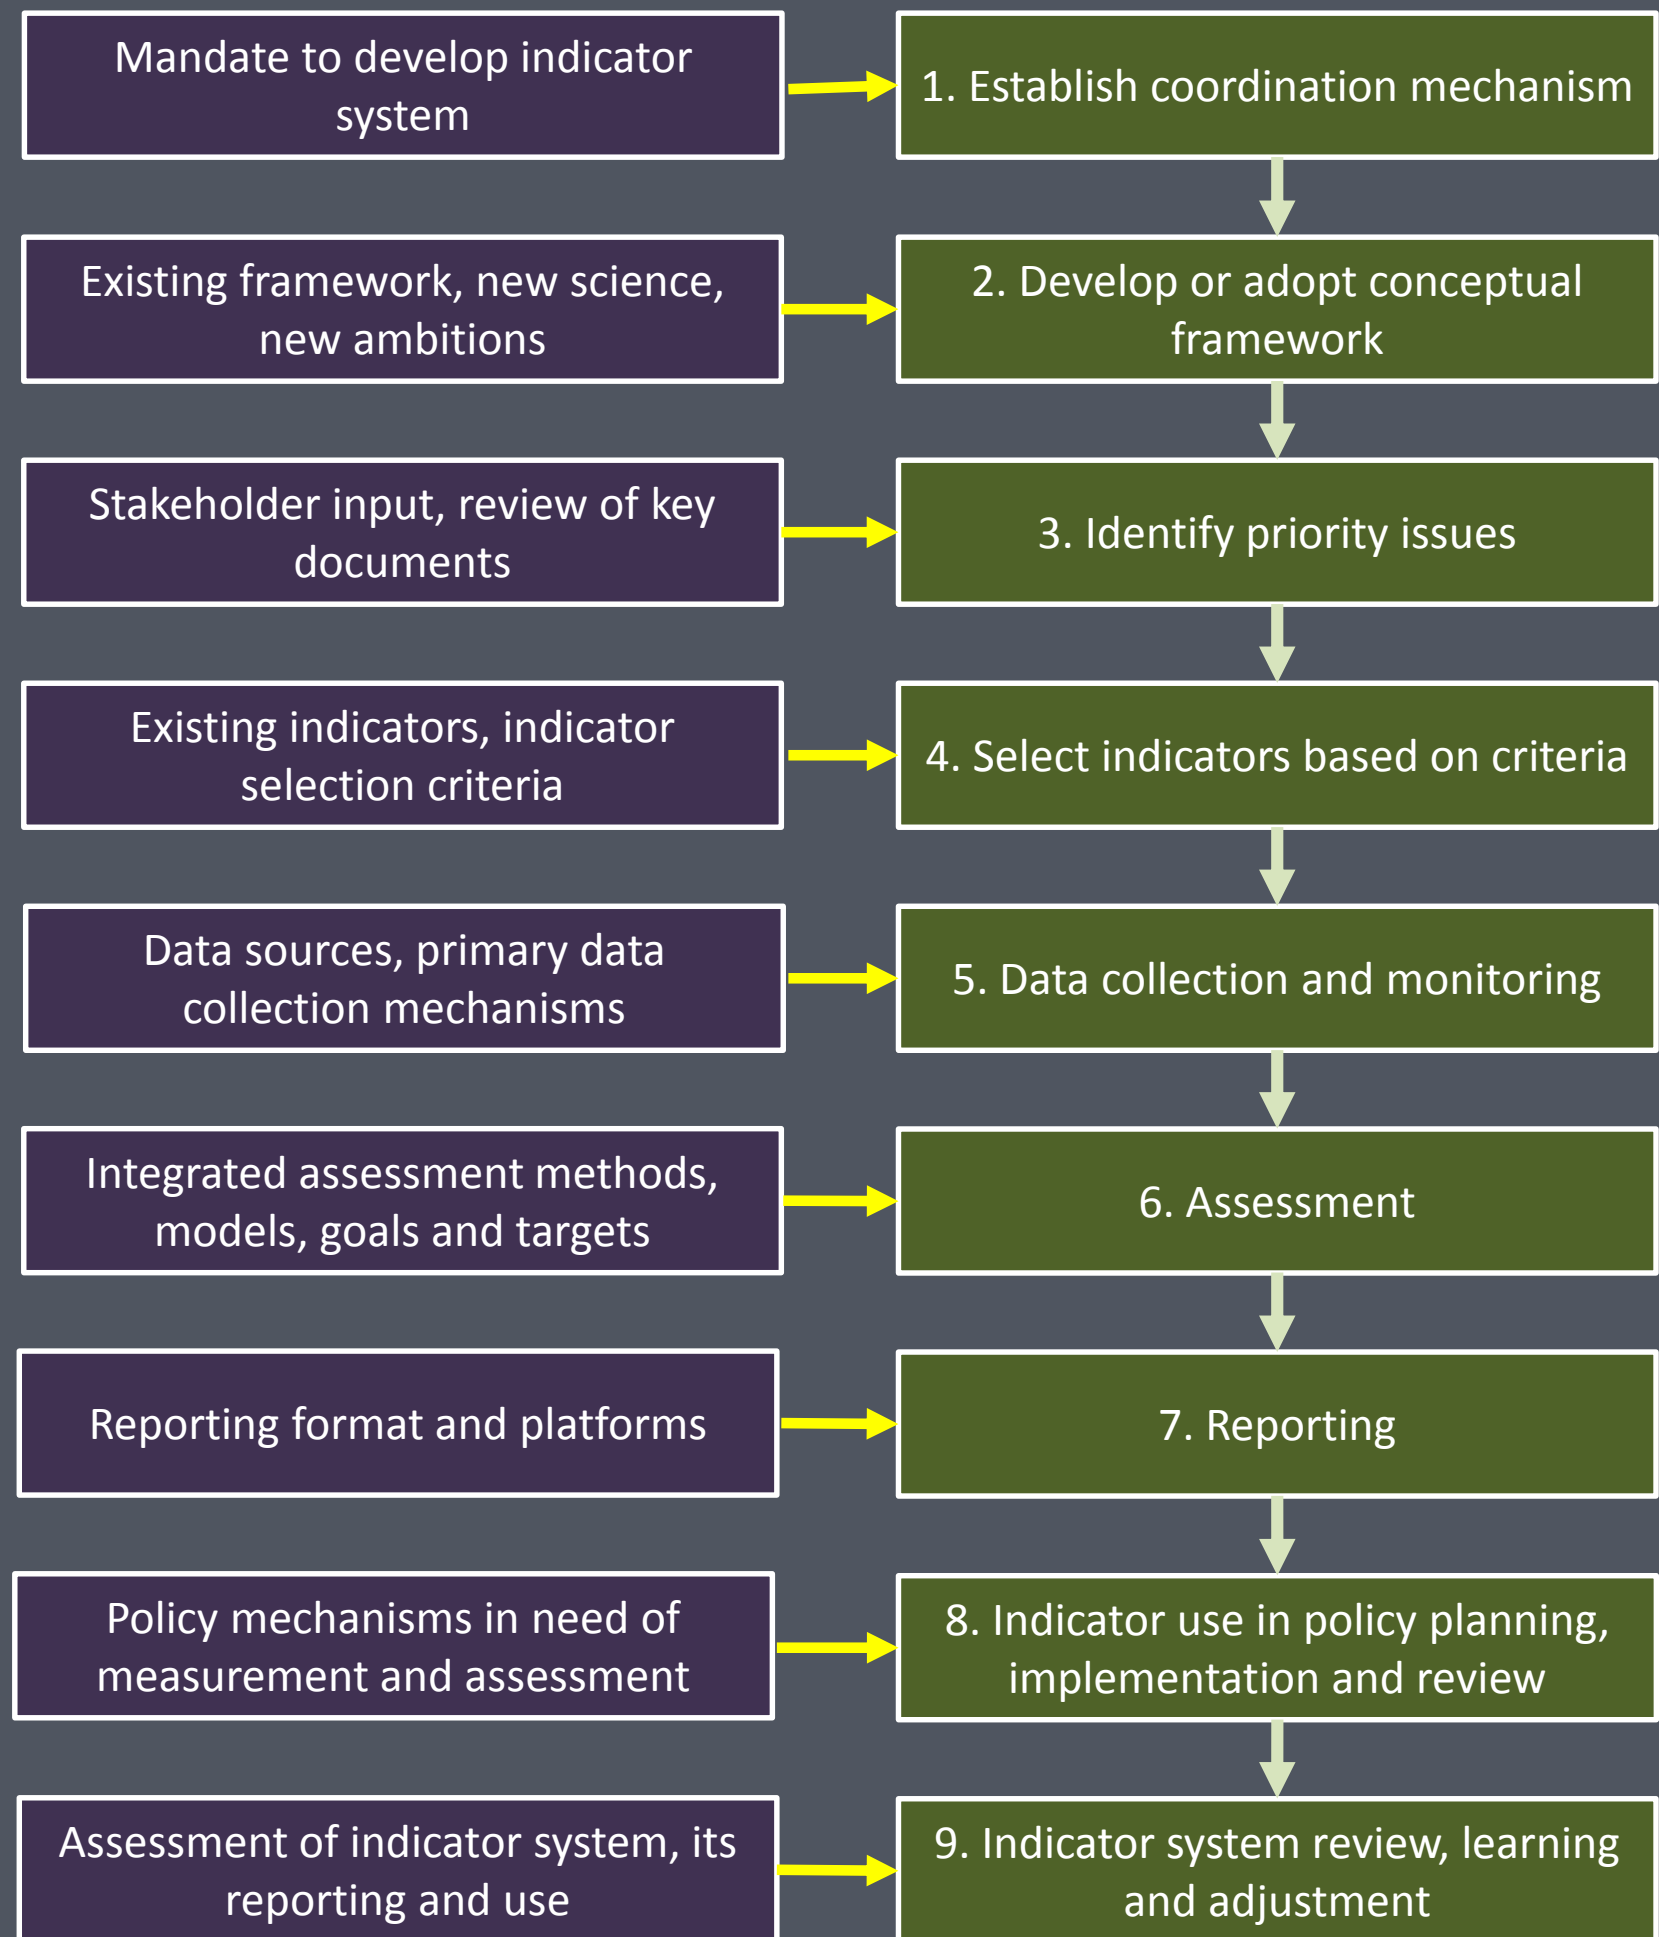 Mandate to develop indicator
system
1. Establish coordination mechanism
Existing framework, new science,
new ambitions
2. Develop or adopt conceptual
framework
Stakeholder input, review of key
documents
3. Identify priority issues
Existing indicators, indicator
selection criteria
4. Select indicators based on criteria
Data sources, primary data
collection mechanisms
5. Data collection and monitoring
Integrated assessment methods,
models, goals and targets
6. Assessment
Reporting format and platforms
7. Reporting
Policy mechanisms in need of
measurement and assessment
8. Indicator use in policy planning,
implementation and review
Assessment of indicator system, its
reporting and use
9. Indicator system review, learning
and adjustment